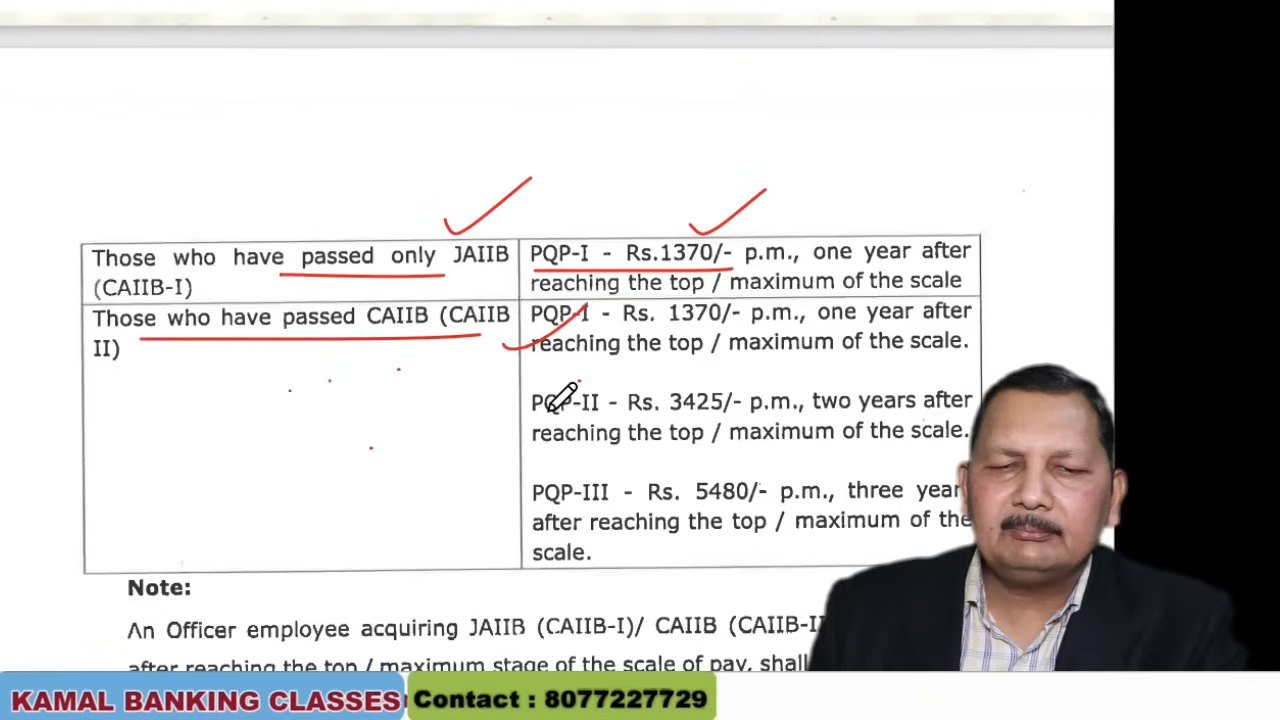 Those who have passed only JAIIB
(CAIIB-I)
PQP-I - Rs.1370/- p.m., one year after
reaching the top / maximum of the scale
Those who have passed CAIIB (CAIIB
II)
PQP-I - Rs. 1370/- p.m., one year after
reaching the top / maximum of the scale.
PQP-II - Rs. 3425/- p.m., two years after
reaching the top / maximum of the scale.
PQP-III - Rs. 5480/- p.m., three year
after reaching the top / maximum of the
scale.
Note:
An Officer employee acquiring JAIIB (CAIIB-I)/ CAIIB (CAIIB-II
after reaching the top / maximum stage of the scale of pay, shall
KAMAL BANKING CLASSES
Contact : 8077227729